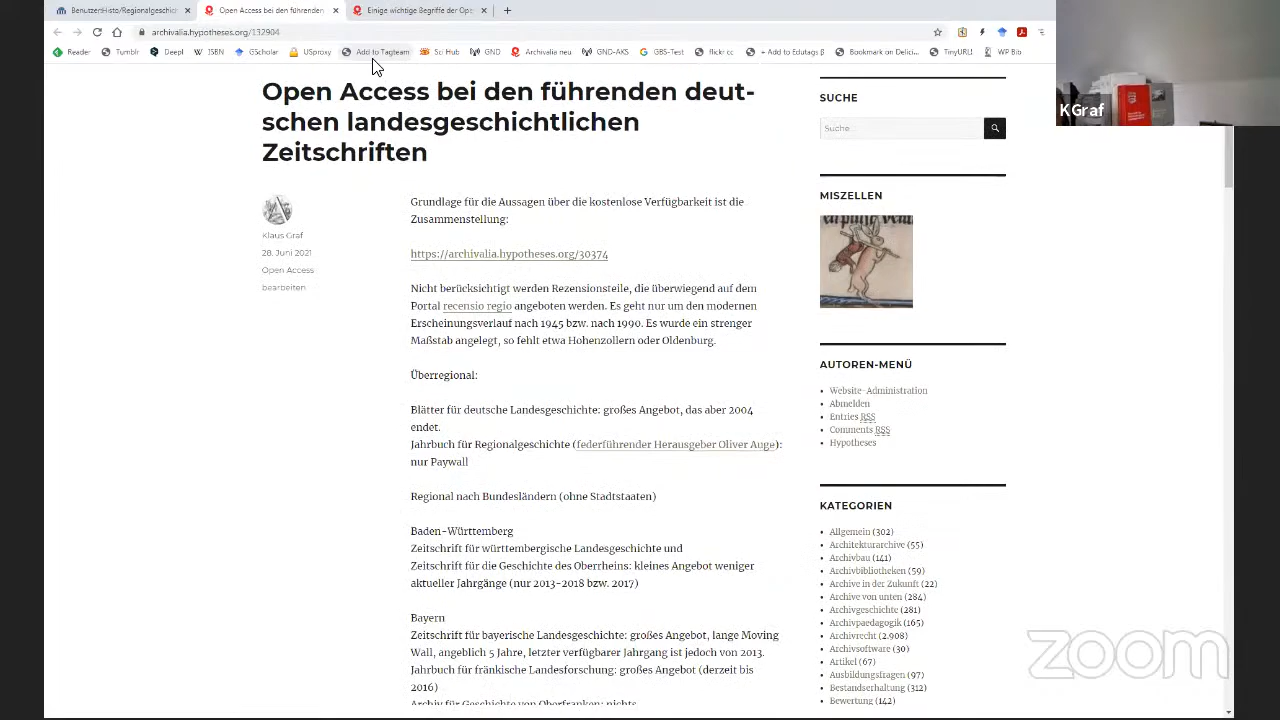 BenutzerHisto/Regionalgeschich
Open Access bei den führenden
Einige wichtige Begriffe der Ope
archivalia.hypotheses.org/132904
Reader
Tumblr
Deepl
ISBN
GScholar
USproxy
Add to Tagteam
Sci Hub
GND
Archivalia neu
GND-AKS
GBS-Test
flickr cc
+ Add to Edutags β
Bookmark on Delici...
TinyURL!
WP Bib
KGraf
Open Access bei den führenden deut-
schen landesgeschichtlichen
Zeitschriften
Klaus Graf
28. Juni 2021
Open Access
bearbeiten
Grundlage für die Aussagen über die kostenlose Verfügbarkeit ist die
Zusammenstellung:
https://archivalia.hypotheses.org/30374
Nicht berücksichtigt werden Rezensionsteile, die überwiegend auf dem
Portal recensio regio angeboten werden. Es geht nur um den modernen
Erscheinungsverlauf nach 1945 bzw. nach 1990. Es wurde ein strenger
Maßstab angelegt, so fehlt etwa Hohenzollern oder Oldenburg.
Überregional:
Blätter für deutsche Landesgeschichte: großes Angebot, das aber 2004
endet.
Jahrbuch für Regionalgeschichte (federführender Herausgeber Oliver Auge):
nur Paywall
Regional nach Bundesländern (ohne Stadtstaaten)
Baden-Württemberg
Zeitschrift für württembergische Landesgeschichte und
Zeitschrift für die Geschichte des Oberrheins: kleines Angebot weniger
aktueller Jahrgänge (nur 2013-2018 bzw. 2017)
Bayern
Zeitschrift für bayerische Landesgeschichte: großes Angebot, lange Moving
Wall, angeblich 5 Jahre, letzter verfügbarer Jahrgang ist jedoch von 2013.
Jahrbuch für fränkische Landesforschung: großes Angebot (derzeit bis
2016)
Archiv für Geschichte von Oberfranken: nichts
SUCHE
Suche...
MISZELLEN
AUTOREN-MENÜ
Website-Administration
Abmelden
Entries RSS
Comments RSS
Hypotheses
KATEGORIEN
Allgemein (302)
Architekturarchive (55)
Archivbau (141)
Archivbibliotheken (59)
Archive in der Zukunft (22)
Archive von unten (284)
Archivgeschichte (281)
Archivpaedagogik (165)
Archivrecht (2.908)
Archivsoftware (30)
Artikel (67)
Ausbildungsfragen (97)
Bestandserhaltung (312)
Bewertung (142)
zoom